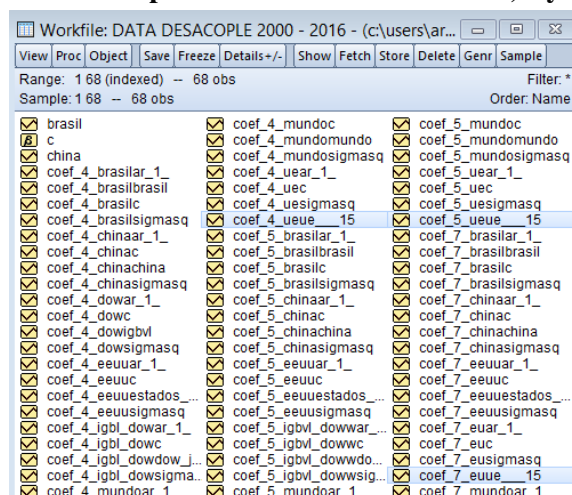 Workfile: DATA DESACOPLE 2000 - 2016 - (c:\users\ar...
View Proc Object Save Freeze Details+/- Show Fetch Store Delete Genr Sample
Range: 1 68 (indexed) -- 68 obs Filter: *
Sample: 1 68 -- 68 obs Order: Name
brasil
c
china
coef_4_brasilar_1_
coef_4_brasilbrasil
coef_4_brasilc
coef_4_brasilsigmasq
coef_4_chinaar_1_
coef_4_chinac
coef_4_chinachina
coef_4_chinasigmasq
coef_4_dowar_1_
coef_4_dowc
coef_4_dowigbvl
coef_4_dowsigmasq
coef_4_eeuuar_1_
coef_4_eeuuc
coef_4_eeuuestados_...
coef_4_eeuusigmasq
coef_4_igbl_dowar_1_
coef_4_igbl_dowc
coef_4_igbl_dowdow_j...
coef_4_igbl_dowsigma...
coef_4_mundoar_1_
coef_4_mundoc
coef_4_mundomundo
coef_4_mundosigmasq
coef_4_uear_1_
coef_4_uec
coef_4_uesigmasq
coef_4_ueue___15
coef_5_brasilar_1_
coef_5_brasilbrasil
coef_5_brasilc
coef_5_brasilsigmasq
coef_5_chinaar_1_
coef_5_chinac
coef_5_chinachina
coef_5_chinasigmasq
coef_5_eeuuar_1_
coef_5_eeuuc
coef_5_eeuuestados_...
coef_5_eeuusigmasq
coef_5_igbvl_dowwar_...
coef_5_igbvl_dowwc
coef_5_igbvl_dowwdo...
coef_5_igbvl_dowwsig...
coef_5_mundoar_1_
coef_5_mundoc
coef_5_mundomundo
coef_5_mundosigmasq
coef_5_uear_1_
coef_5_uec
coef_5_uesigmasq
coef_5_ueue___15
coef_7_brasilar_1_
coef_7_brasilbrasil
coef_7_brasilc
coef_7_brasilsigmasq
coef_7_chinaar_1_
coef_7_chinac
coef_7_chinachina
coef_7_chinasigmasq
coef_7_eeuuar_1_
coef_7_eeuuc
coef_7_eeuuestados_...
coef_7_eeuusigmasq
coef_7_euar_1_
coef_7_euc
coef_7_eusigmasq
coef_7_euue___15
coef_7_mundoar_1_